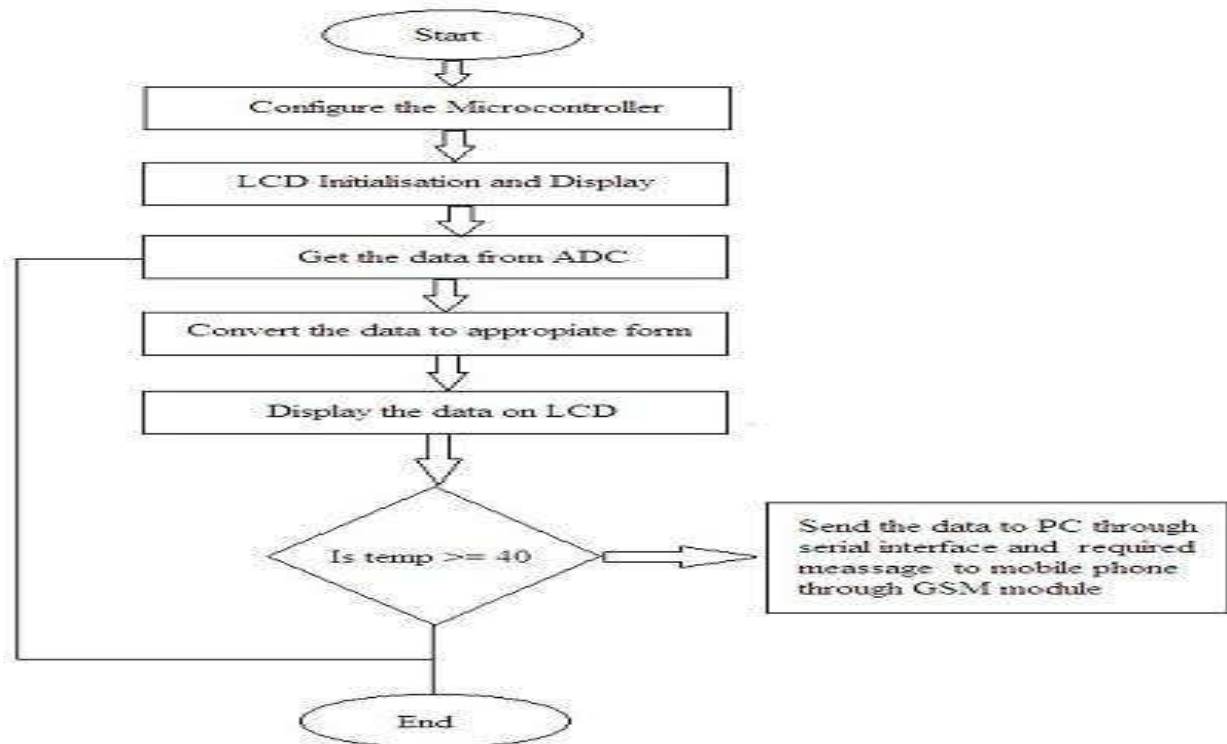 Start
Configure the Microcontroller
LCD Initialisation and Display
Get the data from ADC
Convert the data to appropiate form
Display the data on LCD
Is temp >= 40
Send the data to PC through
serial interface and required
meassage to mobile phone
through GSM module
End